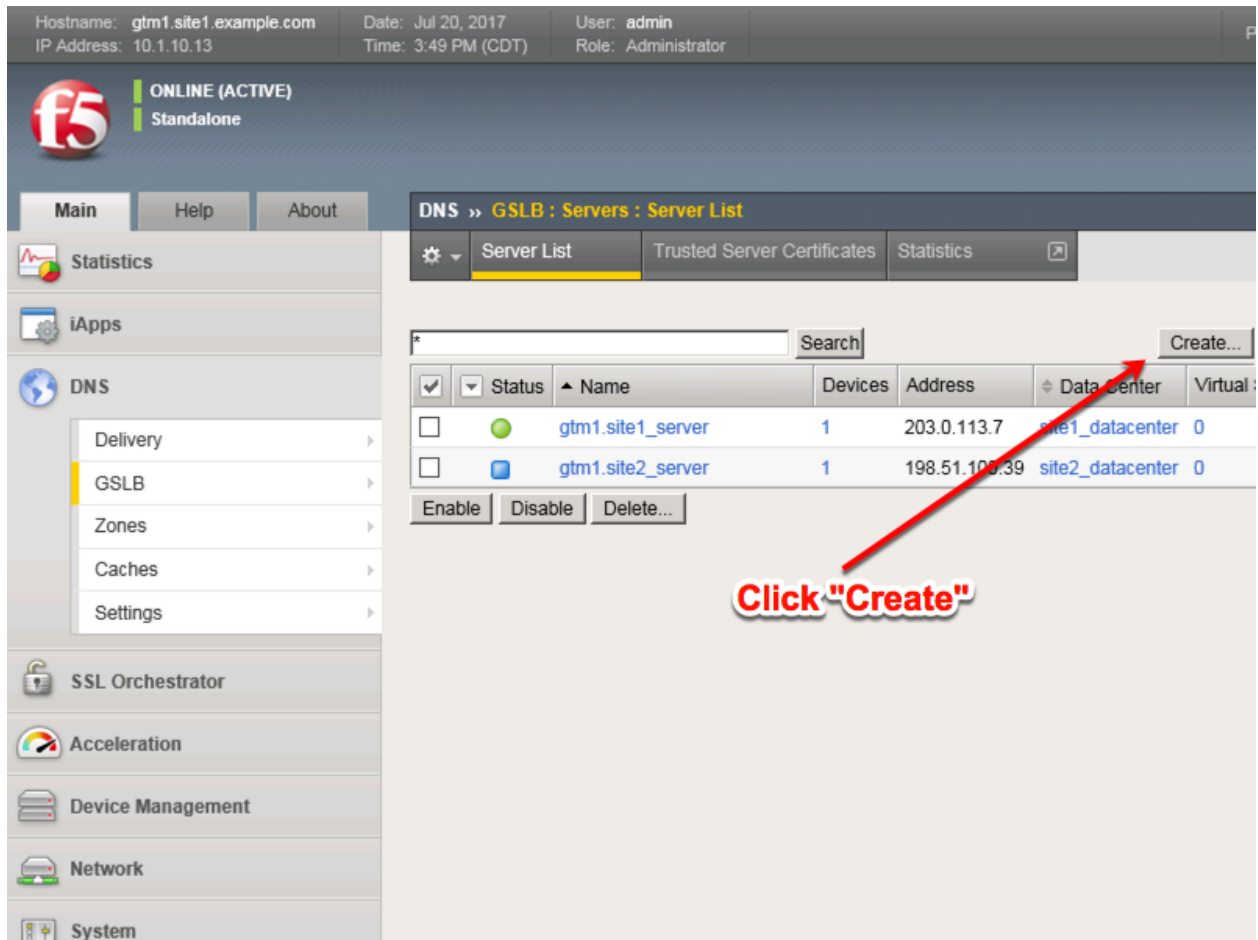 Hostname: gtm1.site1.example.com Date: Jul 20, 2017 User: admin
IP Address: 10.1.10.13 Time: 3:49 PM (CDT) Role: Administrator
f5
ONLINE (ACTIVE)
Standalone
Main Help About
DNS » GSLB : Servers : Server List
Statistics
Server List Trusted Server Certificates Statistics
iApps
* Search Create...
Status Name Devices Address Data Center Virtual
gtm1.site1_server 1 203.0.113.7 site1_datacenter 0
gtm1.site2_server 1 198.51.100.39 site2_datacenter 0
Enable Disable Delete...
DNS
Delivery
GSLB
Zones
Caches
Settings
Click "Create"
SSL Orchestrator
Acceleration
Device Management
Network
System